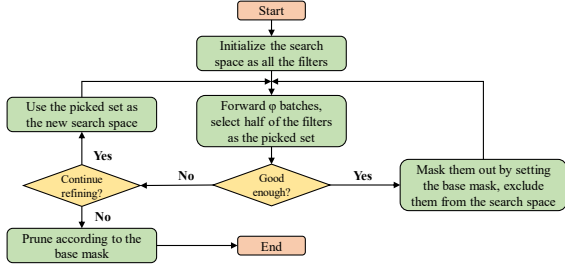 Start
Initialize the search
space as all the filters
Use the picked set as
the new search space
Forward φ batches,
select half of the filters
as the picked set
Yes
Continue
refining?
No
Good
enough?
Yes
Mask them out by setting
the base mask, exclude
them from the search space
No
Prune according to the
base mask
End